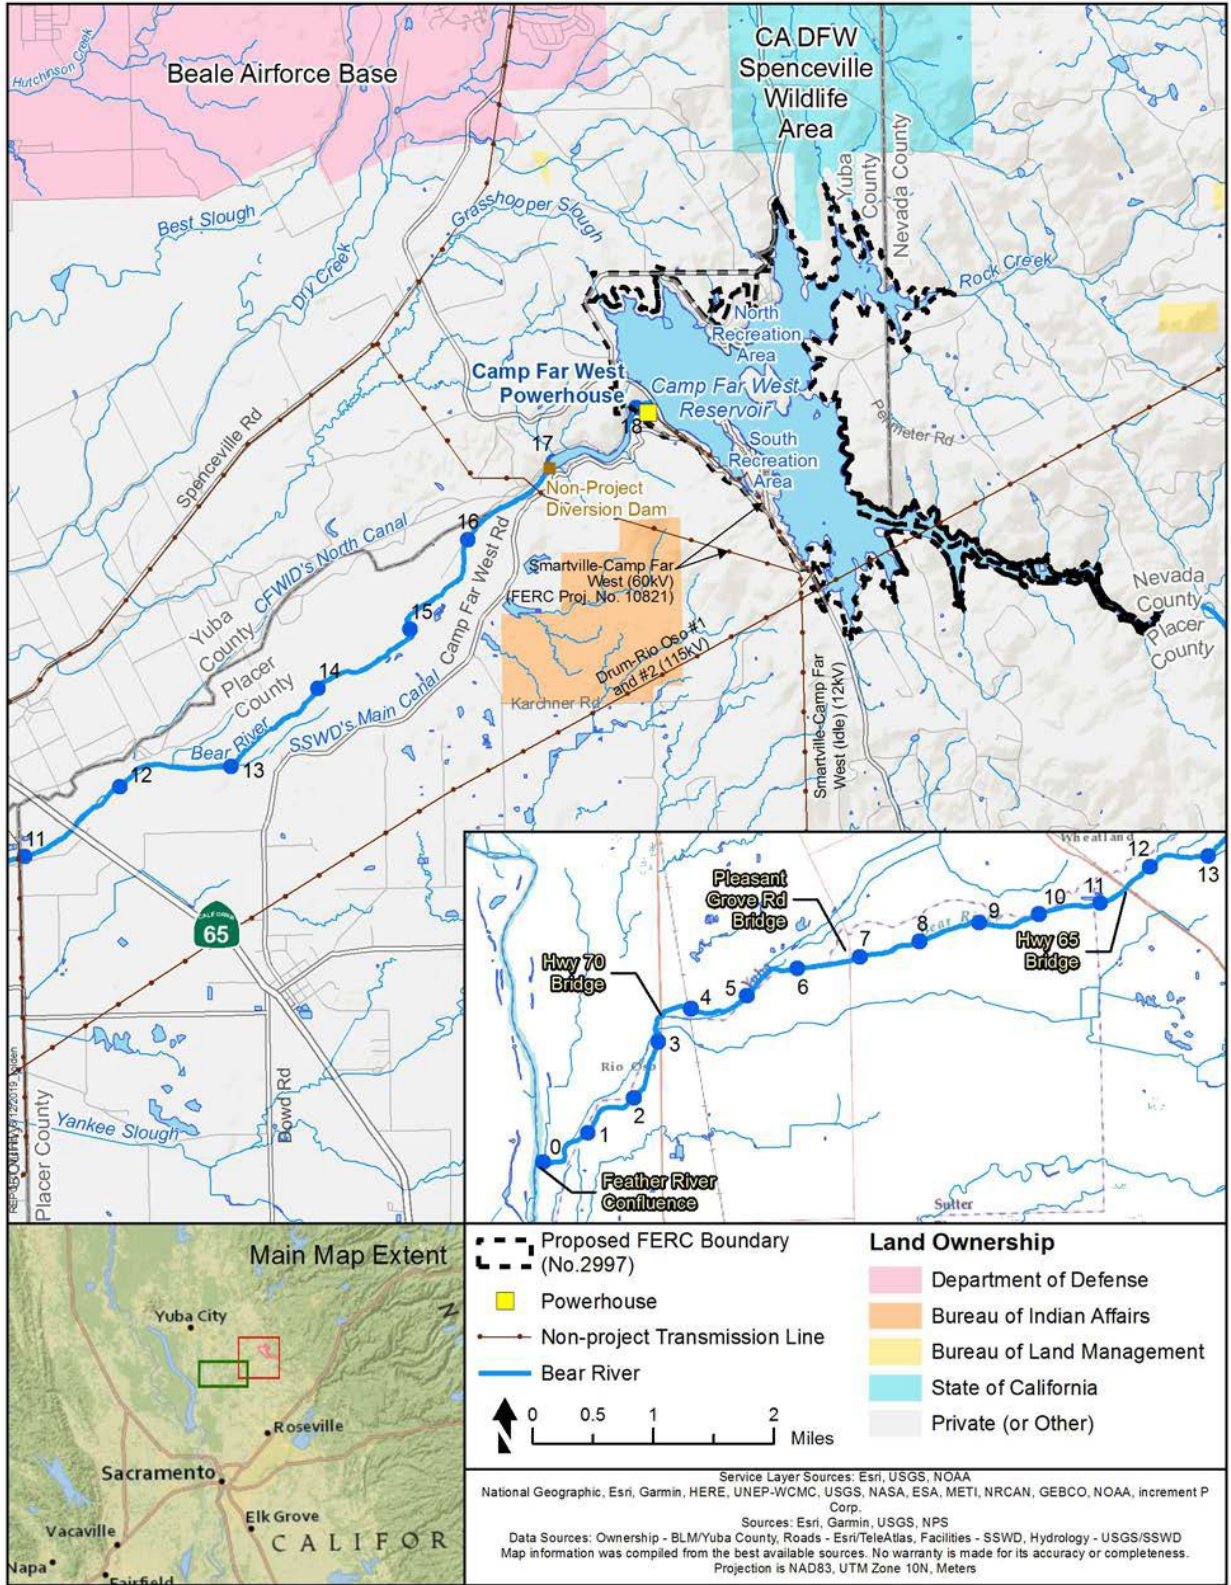 Hutchinson Creek
Beale Airforce Base
CA DFW
Spenceville
Wildlife
Area
Yuba
County
Nevada County
Best Slough
Grasshopper Slough
Dry Creek
Rock Creek
North
Recreation
Area
Camp Far West
Powerhouse
Camp Far West
Reservoir
18
17
South
Recreation
Area
Perimeter Rd
Spenceville Rd
Non-Project
Diversion Dam
16
CFWID's North Canal
Camp Far West Rd
Smartville-Camp Far
West (60kV)
(FERC Proj. No. 10821)
Nevada
County
Placer
County
15
Yuba
County
Placer
County
14
Drum-Rio Oso #1
and #2 (115kV)
Karchner Rd
SSWD's Main Canal
Bear River
13
12
11
Smartville-Camp Far
West (Idle) (12kV)
CALIFORNIA
65
Dowd Rd
Yankee Slough
Placer County
Wheatland
12
13
Pleasant
Grove Rd
Bridge
11
10
9
8
Bear
7
Hwy 65
Bridge
Hwy 70
Bridge
6
5
Yuba
4
3
Rio Oso
2
1
0
Feather River
Confluence
Sutter
Main Map Extent
Yuba City
Roseville
Sacramento
Elk Grove
Vacaville
CALIFOR
Napa
Fairfield
Proposed FERC Boundary
(No.2997)
Powerhouse
Non-project Transmission Line
Bear River
N
0 0.5 1 2
Miles
Land Ownership
Department of Defense
Bureau of Indian Affairs
Bureau of Land Management
State of California
Private (or Other)
Service Layer Sources: Esri, USGS, NOAA
National Geographic, Esri, Garmin, HERE, UNEP-WCMC, USGS, NASA, ESA, METI, NRCAN, GEBCO, NOAA, increment P
Corp.
Sources: Esri, Garmin, USGS, NPS
Data Sources: Ownership - BLM/Yuba County, Roads - Esri/TeleAtlas, Facilities - SSWD, Hydrology - USGS/SSWD
Map information was compiled from the best available sources. No warranty is made for its accuracy or completeness.
Projection is NAD83, UTM Zone 10N, Meters